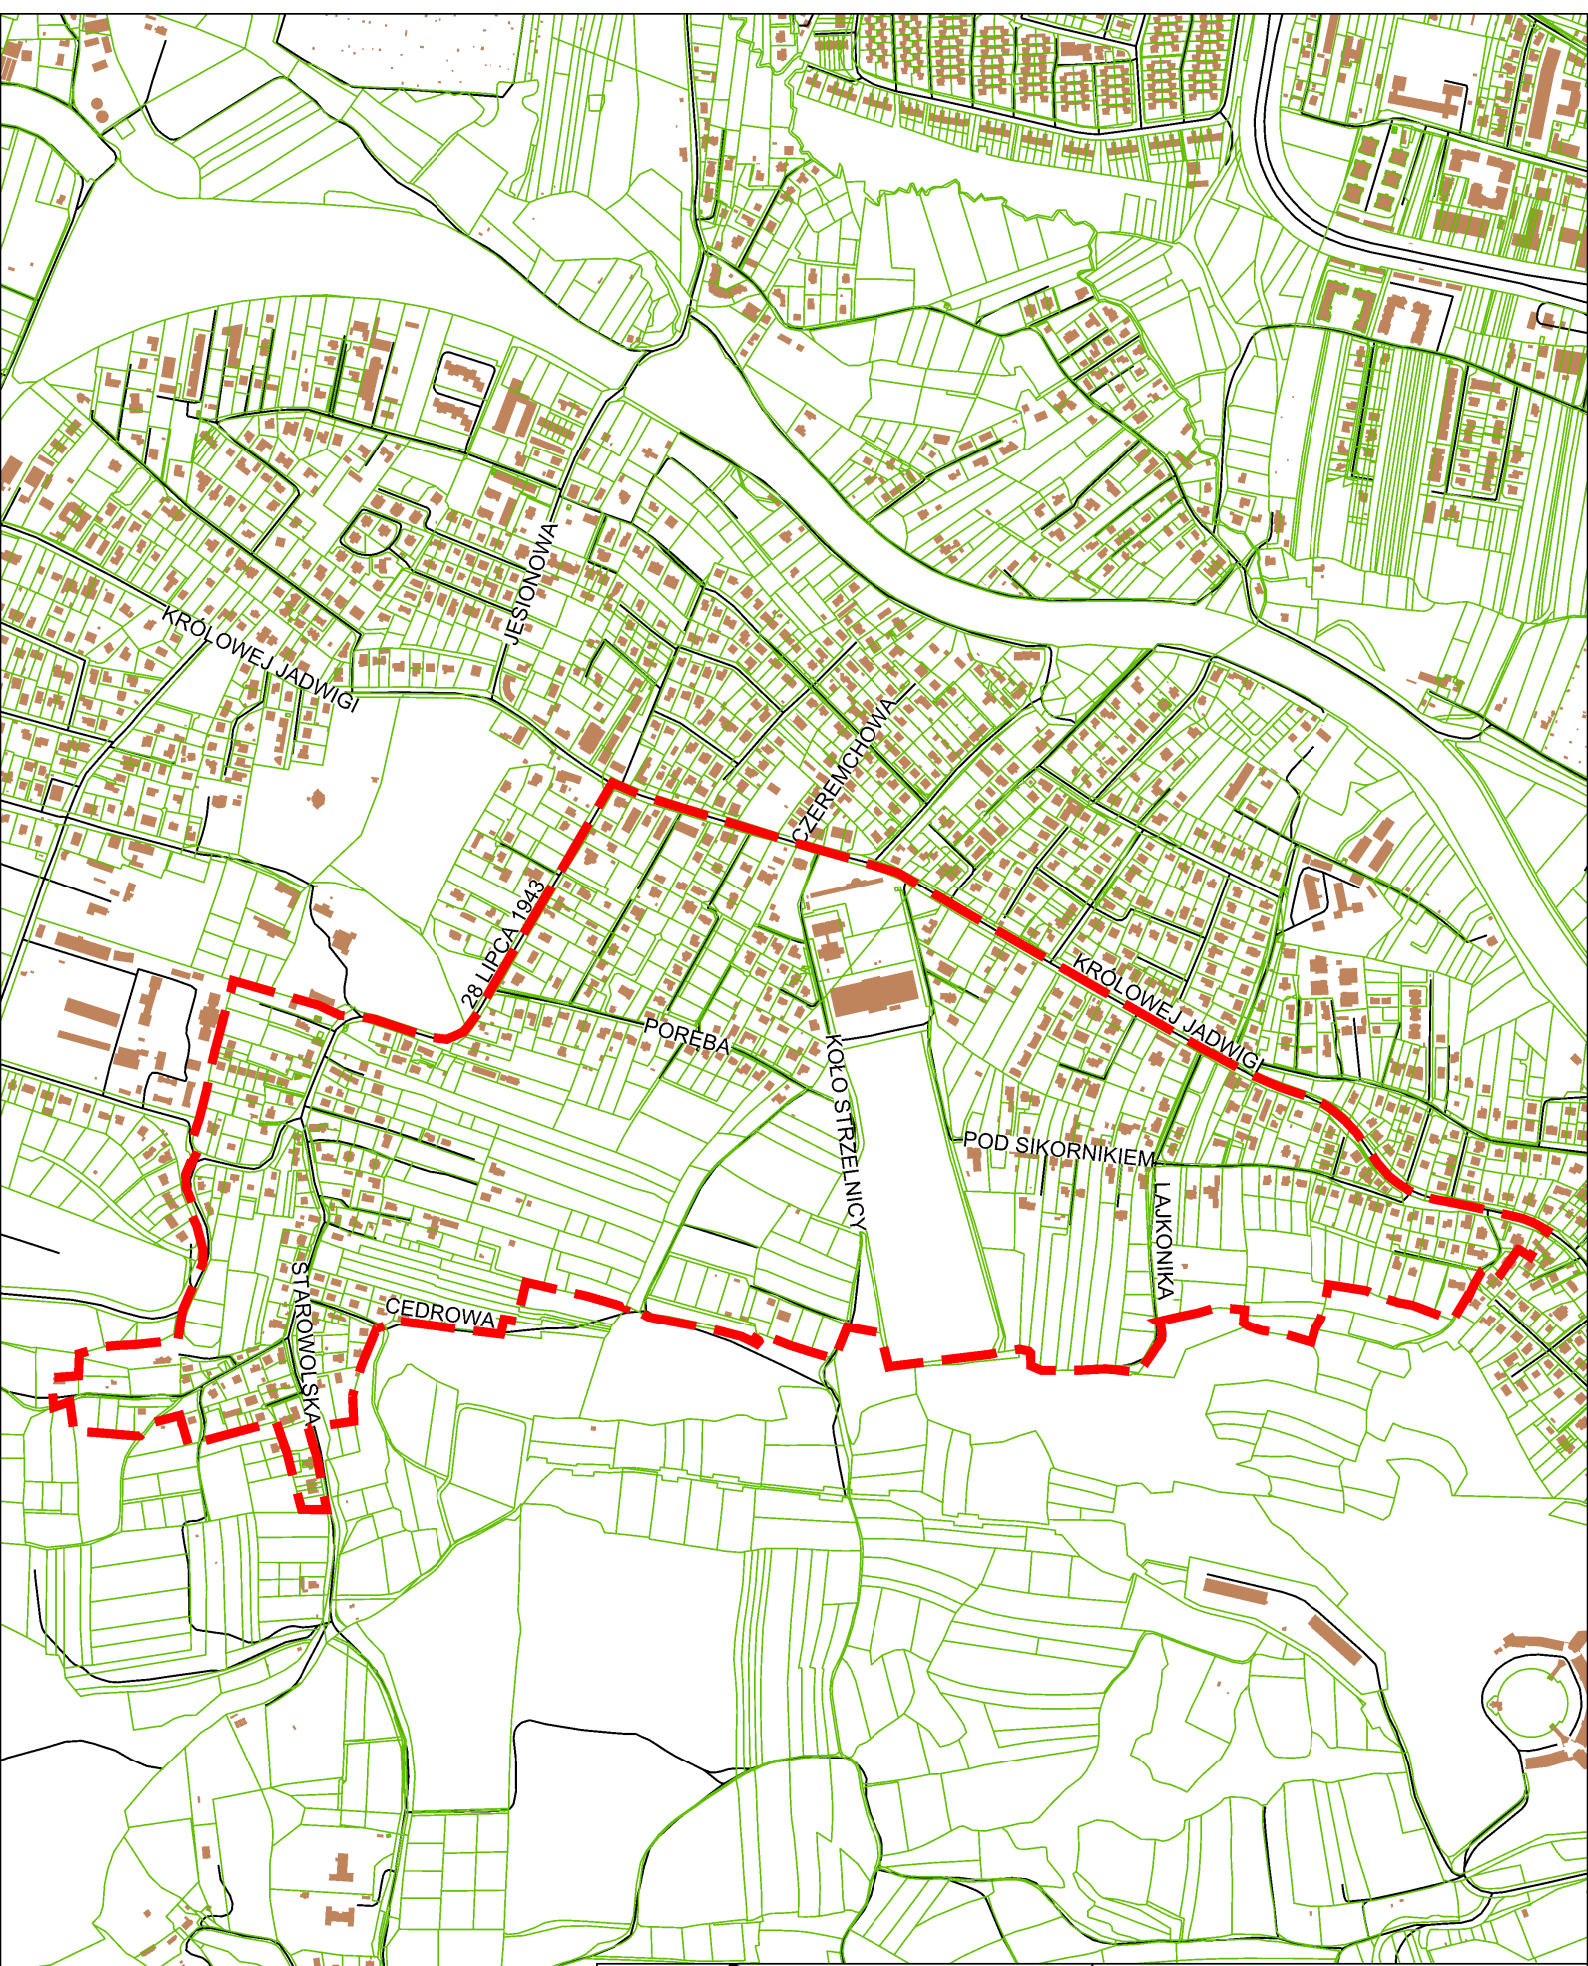 JESIONOWA
KRÓLOWEJ JADWIGI
CZEREMCHOWA
28 LIPCA 1943
KRÓLOWEJ JADWIGI
PORĘBA
KOŁO STRZELNICY
POD SIKORNIKIEM
LAJKONIKA
STAROWOLSKA
CEDROWA